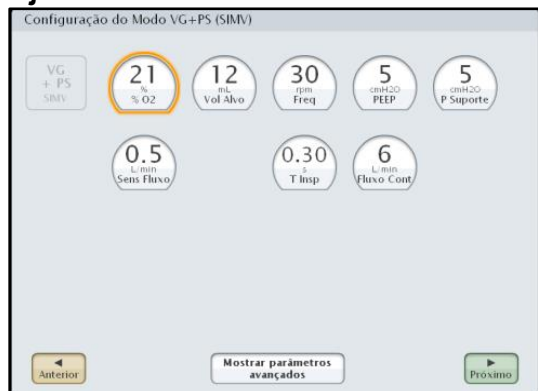 Configuração do Modo VG+PS (SIMV)
VG
+ PS
SIMV
21
%
% O2
12
mL
Vol Alvo
30
rpm
Freq
5
cmH2O
PEEP
5
cmH2O
P Suporte
0.5
L/min
Sens Fluxo
0.30
s
T Insp
6
L/min
Fluxo Cont
Anterior
Mostrar parâmetros
avançados
Próximo